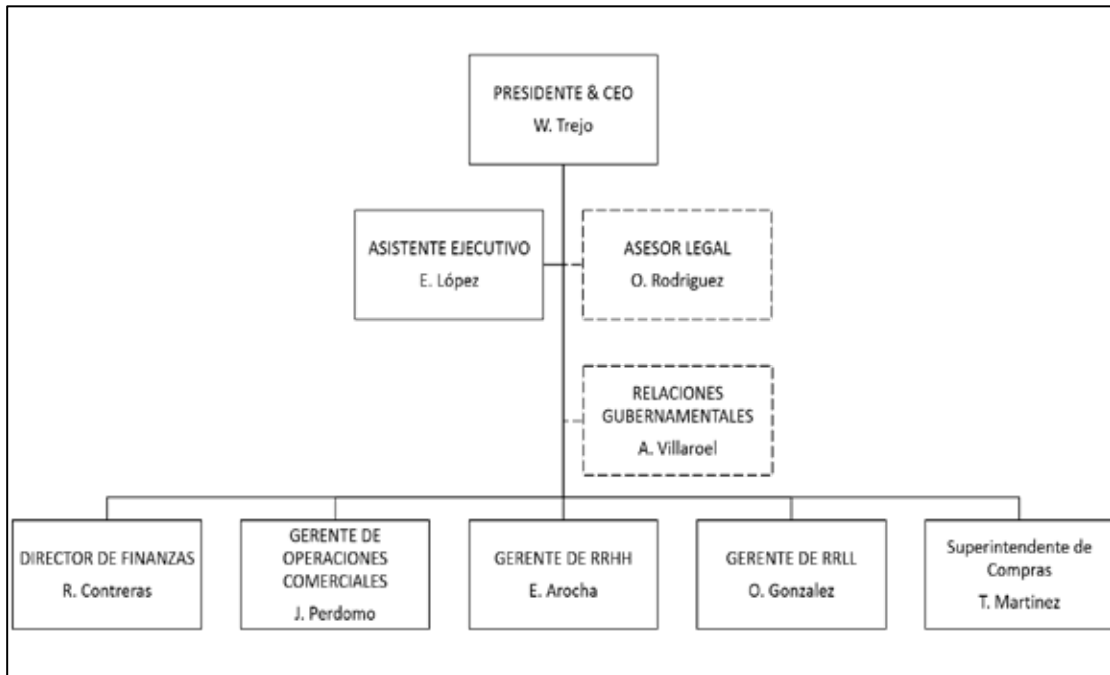 PRESIDENTE & CEO
W. Trejo
ASISTENTE EJECUTIVO
E. López
ASESOR LEGAL
O. Rodriguez
RELACIONES
GUBERNAMENTALES
A. Villaroel
DIRECTOR DE FINANZAS
R. Contreras
GERENTE DE
OPERACIONES
COMERCIALES
J. Perdomo
GERENTE DE RRHH
E. Arocha
GERENTE DE RRLL
O. Gonzalez
Superintendente de
Compras
T. Martinez